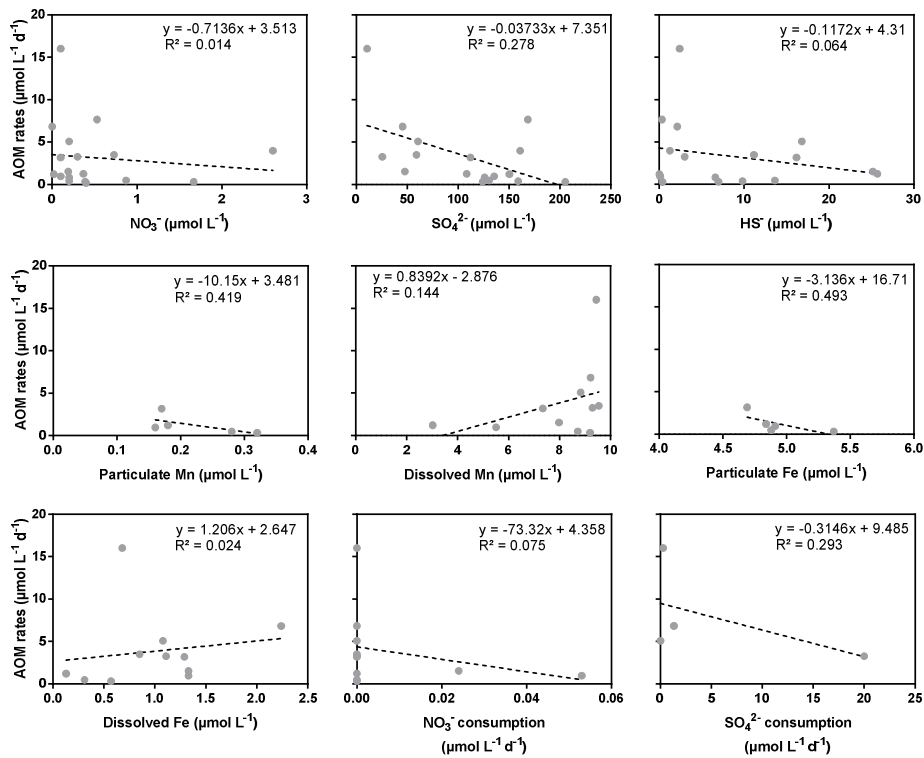 y = -0.7136x + 3.513
R² = 0.014
20
15
10
5
0
AOM rates (µmol L⁻¹ d⁻¹)
0
1
2
3
NO₃⁻ (µmol L⁻¹)
y = -0.03733x + 7.351
R² = 0.278
0
50
100
150
200
250
SO₄²⁻ (µmol L⁻¹)
y = -0.1172x + 4.31
R² = 0.064
0
10
20
30
HS⁻ (µmol L⁻¹)
y = -10.15x + 3.481
R² = 0.419
20
15
10
5
0
AOM rates (µmol L⁻¹ d⁻¹)
0.0
0.1
0.2
0.3
0.4
Particulate Mn (µmol L⁻¹)
y = 0.8392x - 2.876
R² = 0.144
0
2
4
6
8
10
Dissolved Mn (µmol L⁻¹)
y = -3.136x + 16.71
R² = 0.493
4.0
4.5
5.0
5.5
6.0
Particulate Fe (µmol L⁻¹)
y = 1.206x + 2.647
R² = 0.024
20
15
10
5
0
AOM rates (µmol L⁻¹ d⁻¹)
0.0
0.5
1.0
1.5
2.0
2.5
Dissolved Fe (µmol L⁻¹)
y = -73.32x + 4.358
R² = 0.075
0.00
0.02
0.04
0.06
NO₃⁻ consumption
(µmol L⁻¹ d⁻¹)
y = -0.3146x + 9.485
R² = 0.293
0
5
10
15
20
25
SO₄²⁻ consumption
(µmol L⁻¹ d⁻¹)